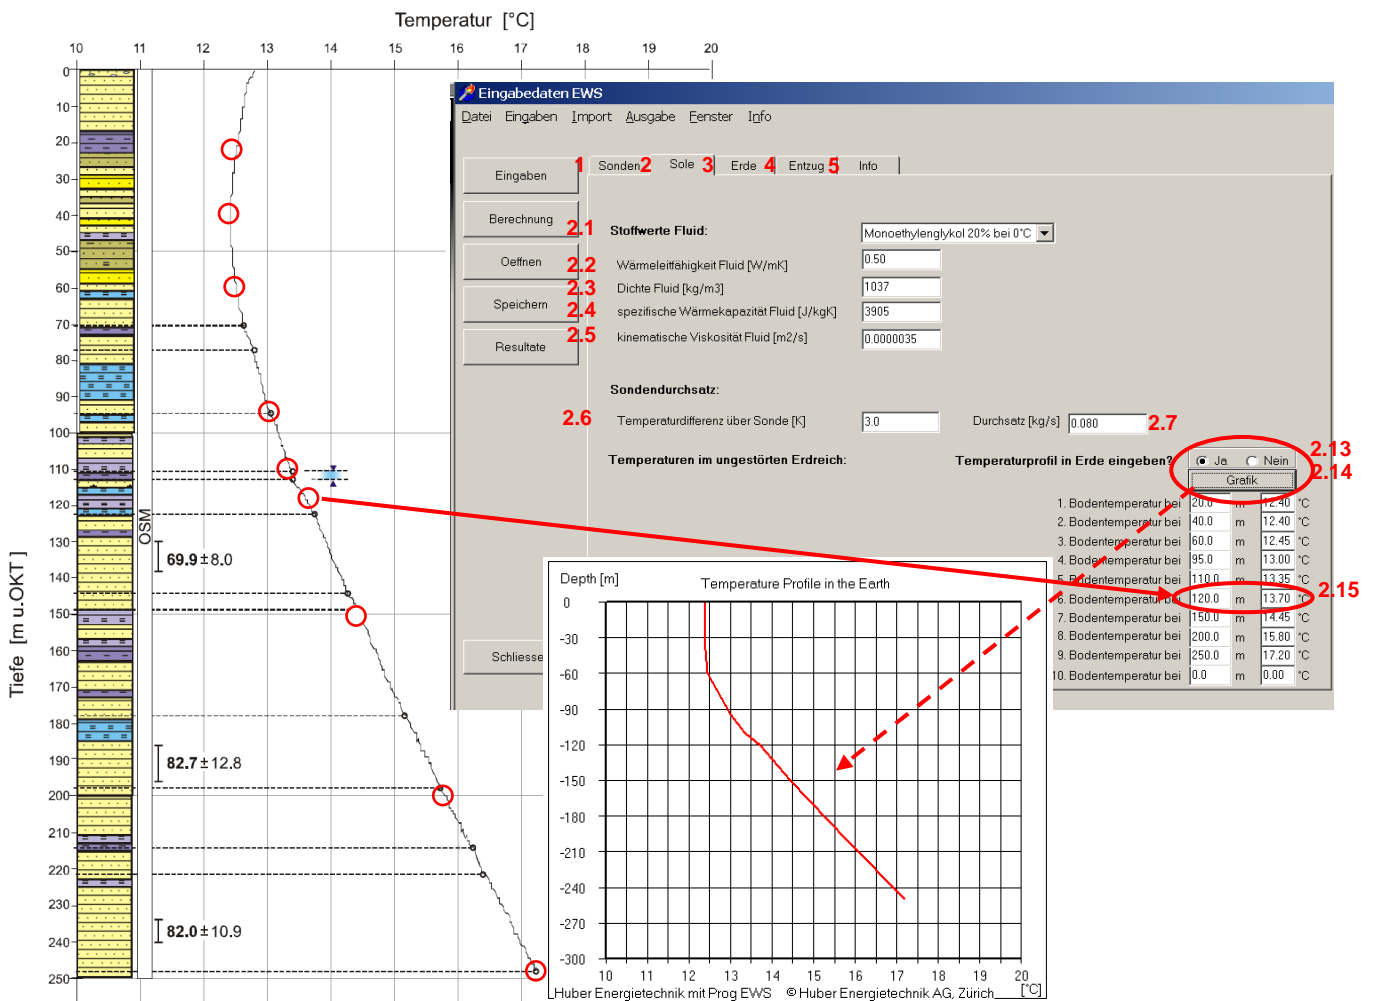 Temperatur [°C]
10 11 12 13 14 15 16 17 18 19 20
Tiefe [m u.OKT ]
0
10
20
30
40
50
60
70
80
90
100
110
120
130
140
150
160
170
180
190
200
210
220
230
240
250
OSM
69.9 ± 8.0
82.7 ± 12.8
82.0 ± 10.9
Eingabedaten EWS
Datei Eingaben Import Ausgabe Fenster Info
Eingaben
Berechnung
Oeffnen
Speichern
Resultate
Schliesse
1 Sonden 2 Sole 3 Erde 4 Entzug 5 Info
2.1 Stoffwerte Fluid: Monoethylenglykol 20% bei 0°C
2.2 Wärmeleitfähigkeit Fluid [W/mK] 0.50
2.3 Dichte Fluid [kg/m3] 1037
2.4 spezifische Wärmekapazität Fluid [J/kgK] 3905
2.5 kinematische Viskosität Fluid [m2/s] 0.0000035
Sondendurchsatz:
2.6 Temperaturdifferenz über Sonde [K] 3.0 Durchsatz [kg/s] 0.080 2.7
Temperaturen im ungestörten Erdreich: Temperaturprofil in Erde eingeben? Ja Nein 2.13
Grafik 2.14
1. Bodentemperatur bei 20.0 m 12.40 °C
2. Bodentemperatur bei 40.0 m 12.40 °C
3. Bodentemperatur bei 60.0 m 12.45 °C
4. Bodentemperatur bei 95.0 m 13.00 °C
5. Bodentemperatur bei 110.0 m 13.35 °C
6. Bodentemperatur bei 120.0 m 13.70 °C 2.15
7. Bodentemperatur bei 150.0 m 14.45 °C
8. Bodentemperatur bei 200.0 m 15.80 °C
9. Bodentemperatur bei 250.0 m 17.20 °C
10. Bodentemperatur bei 0.0 m 0.00 °C
Depth [m] Temperature Profile in the Earth
0
-30
-60
-90
-120
-150
-180
-210
-240
-270
-300
10 11 12 13 14 15 16 17 18 19 20
[°C]
Huber Energietechnik mit Prog EWS © Huber Energietechnik AG, Zürich